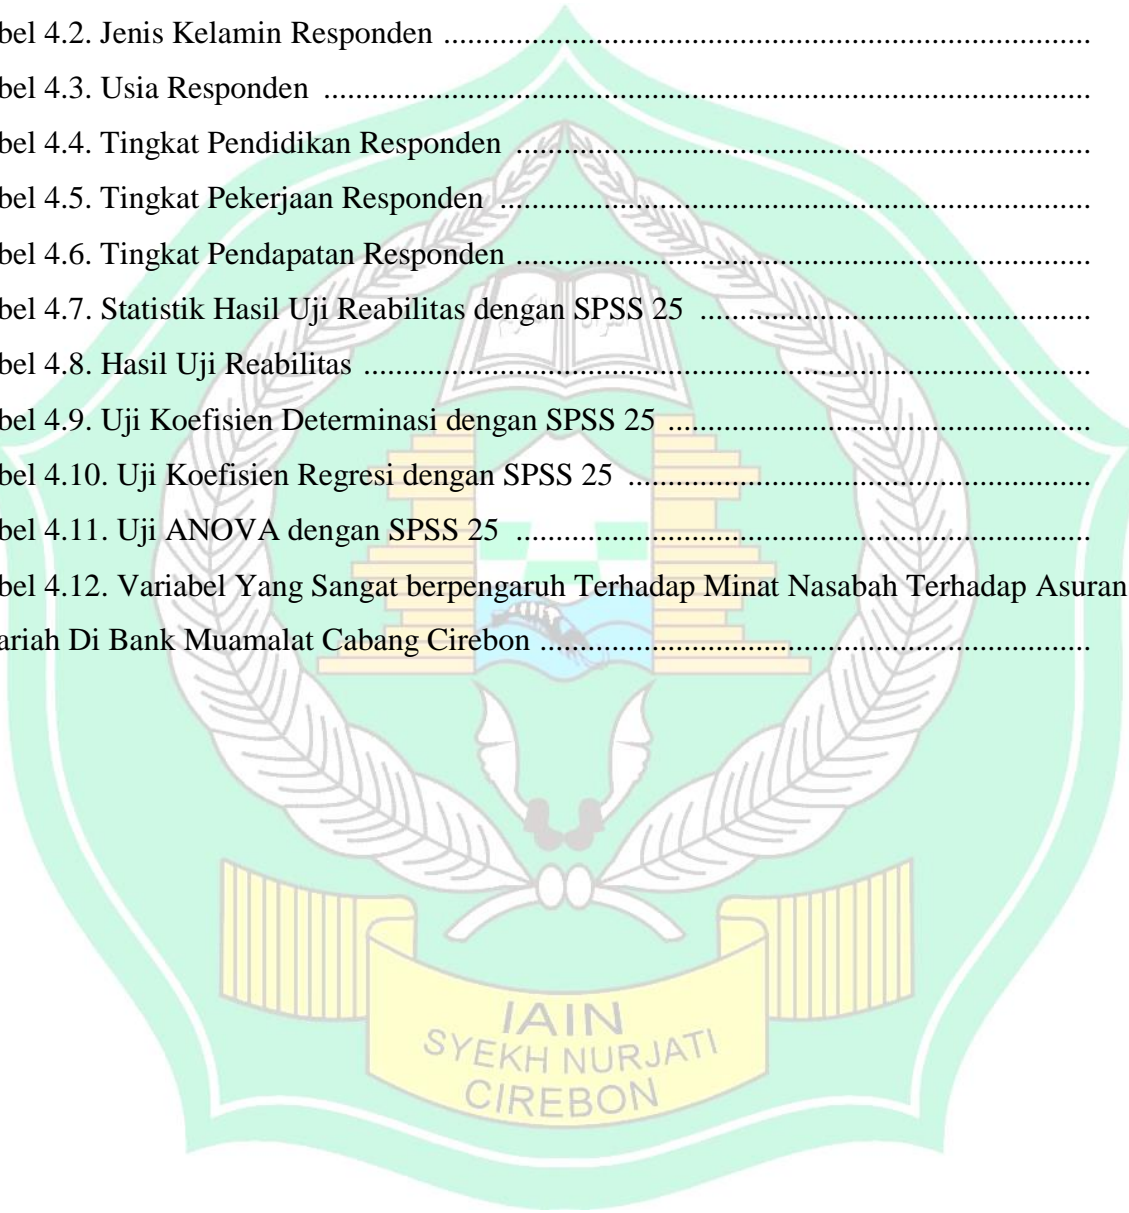 bel 4.2. Jenis Kelamin Responden ................................................................................
bel 4.3. Usia Responden ................................................................................
bel 4.4. Tingkat Pendidikan Responden ................................................................................
bel 4.5. Tingkat Pekerjaan Responden ................................................................................
bel 4.6. Tingkat Pendapatan Responden ................................................................................
bel 4.7. Statistik Hasil Uji Reabilitas dengan SPSS 25 ................................................................................
bel 4.8. Hasil Uji Reabilitas ................................................................................
bel 4.9. Uji Koefisien Determinasi dengan SPSS 25 ................................................................................
bel 4.10. Uji Koefisien Regresi dengan SPSS 25 ................................................................................
bel 4.11. Uji ANOVA dengan SPSS 25 ................................................................................
bel 4.12. Variabel Yang Sangat berpengaruh Terhadap Minat Nasabah Terhadap Asuran
ariah Di Bank Muamalat Cabang Cirebon ................................................................................
IAIN
SYEKH NURJATI
CIREBON